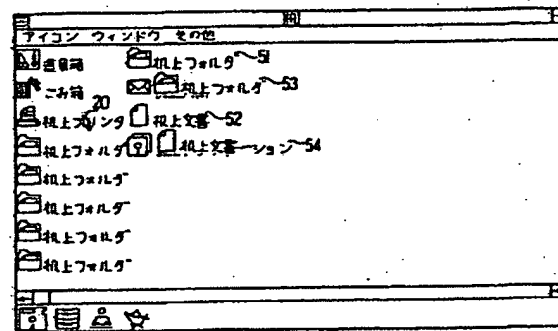 アイコン ウィンドウ その他
道具箱 机上フォルダ 51
ごみ箱 机上フォルダ 53
20
机上プリンタ 机上文書 52
机上フォルダ 机上文書 ション 54
机上フォルダ
机上フォルダ
机上フォルダ
机上フォルダ